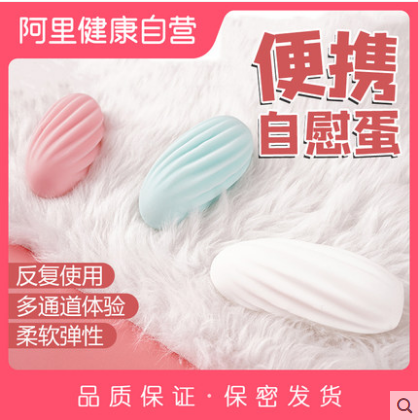 阿里健康自营
便携
自慰蛋
反复使用
多通道体验
柔软弹性
品质保证·保密发货